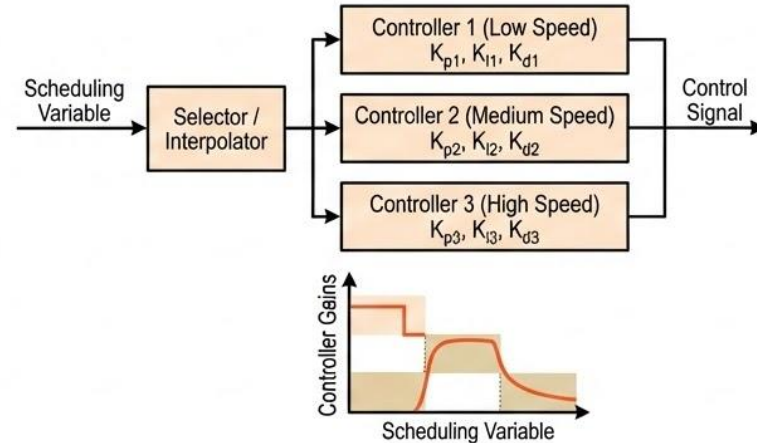 Scheduling
Variable
Selector /
Interpolator
Controller 1 (Low Speed)
Kp1, KI1, Kd1
Controller 2 (Medium Speed)
Kp2, KI2, Kd2
Controller 3 (High Speed)
Kp3, KI3, Kd3
Control
Signal
Controller Gains
Scheduling Variable